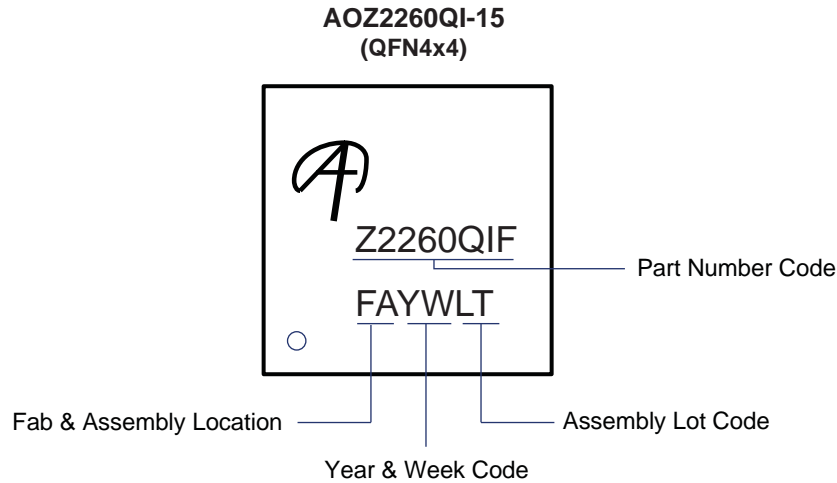 AOZ2260QI-15
(QFN4x4)
Z2260QIF
Part Number Code
FAYWLT
Fab & Assembly Location
Assembly Lot Code
Year & Week Code